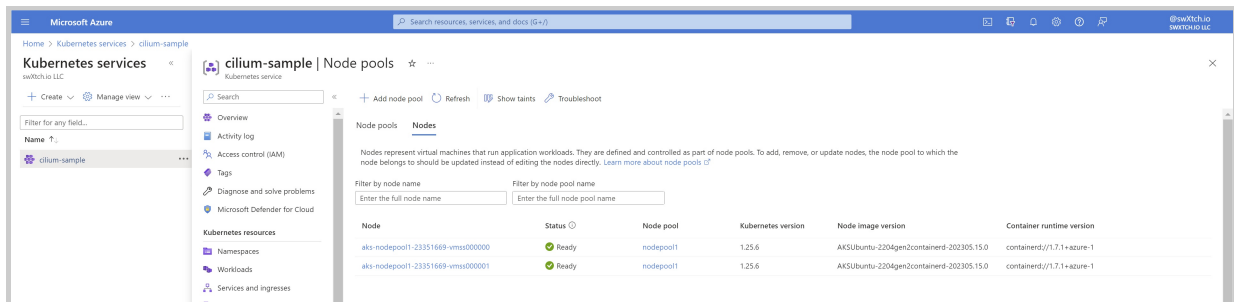 Microsoft Azure
Search resources, services, and docs (G+/)
@swXtch.io
SWXTCH.IO LLC
Home > Kubernetes services > cilium-sample
Kubernetes services
swXtch.io LLC
Create
Manage view
Filter for any field...
Name ↑
cilium-sample
cilium-sample | Node pools
Kubernetes service
Search
Overview
Activity log
Access control (IAM)
Tags
Diagnose and solve problems
Microsoft Defender for Cloud
Kubernetes resources
Namespaces
Workloads
Services and ingresses
Add node pool Refresh Show taints Troubleshoot
Node pools Nodes
Nodes represent virtual machines that run application workloads. They are defined and controlled as part of node pools. To add, remove, or update nodes, the node pool to which the
node belongs to should be updated instead of editing the nodes directly. Learn more about node pools
Filter by node name Filter by node pool name
Enter the full node name Enter the full node pool name
Node Status Node pool Kubernetes version Node image version Container runtime version
aks-nodepool1-23351669-vmss000000 Ready nodepool1 1.25.6 AKSUbuntu-2204gen2containerd-202305.15.0 containerd://1.7.1+azure-1
aks-nodepool1-23351669-vmss000001 Ready nodepool1 1.25.6 AKSUbuntu-2204gen2containerd-202305.15.0 containerd://1.7.1+azure-1